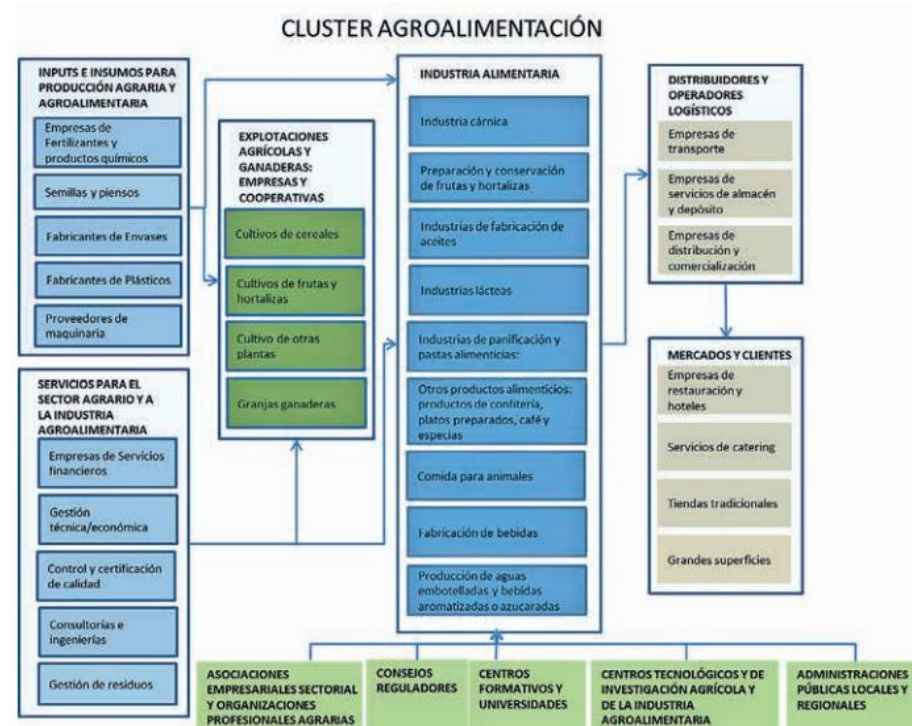 CLUSTER AGROALIMENTACIÓN
INPUTS E INSUMOS PARA
PRODUCCIÓN AGRARIA Y
AGROALIMENTARIA
Empresas de
Fertilizantes y
productos químicos
Semillas y piensos
Fabricantes de Envases
Fabricantes de Plásticos
Proveedores de
maquinaria
SERVICIOS PARA EL
SECTOR AGRARIO Y A
LA INDUSTRIA
AGROALIMENTARIA
Empresas de Servicios
financieros
Gestión
técnica/económica
Control y certificación
de calidad
Consultorías e
ingenierías
Gestión de residuos
EXPLOTACIONES
AGRÍCOLAS Y
GANADERAS:
EMPRESAS Y
COOPERATIVAS
Cultivos de cereales
Cultivos de frutas y
hortalizas
Cultivo de otras
plantas
Granjas ganaderas
INDUSTRIA ALIMENTARIA
Industria cárnica
Preparación y conservación
de frutas y hortalizas
Industrias de fabricación de
aceites
Industrias lácteas
Industrias de panificación y
pastas alimenticias:
Otros productos alimenticios:
productos de confitería,
platos preparados, café y
especias
Comida para animales
Fabricación de bebidas
Producción de aguas
embotelladas y bebidas
aromatizadas o azucaradas
DISTRIBUIDORES Y
OPERADORES
LOGÍSTICOS
Empresas de
transporte
Empresas de
servicios de almacén
y depósito
Empresas de
distribución y
comercialización
MERCADOS Y CLIENTES
Empresas de
restauración y
hoteles
Servicios de catering
Tiendas tradicionales
Grandes superficies
ASOCIACIONES
EMPRESARIALES SECTORIAL
Y ORGANIZACIONES
PROFESIONALES AGRARIAS
CONSEJOS
REGULADORES
CENTROS
FORMATIVOS Y
UNIVERSIDADES
CENTROS TECNOLÓGICOS Y DE
INVESTIGACIÓN AGRÍCOLA Y
DE LA INDUSTRIA
AGROALIMENTARIA
ADMINISTRACIONES
PÚBLICAS LOCALES Y
REGIONALES